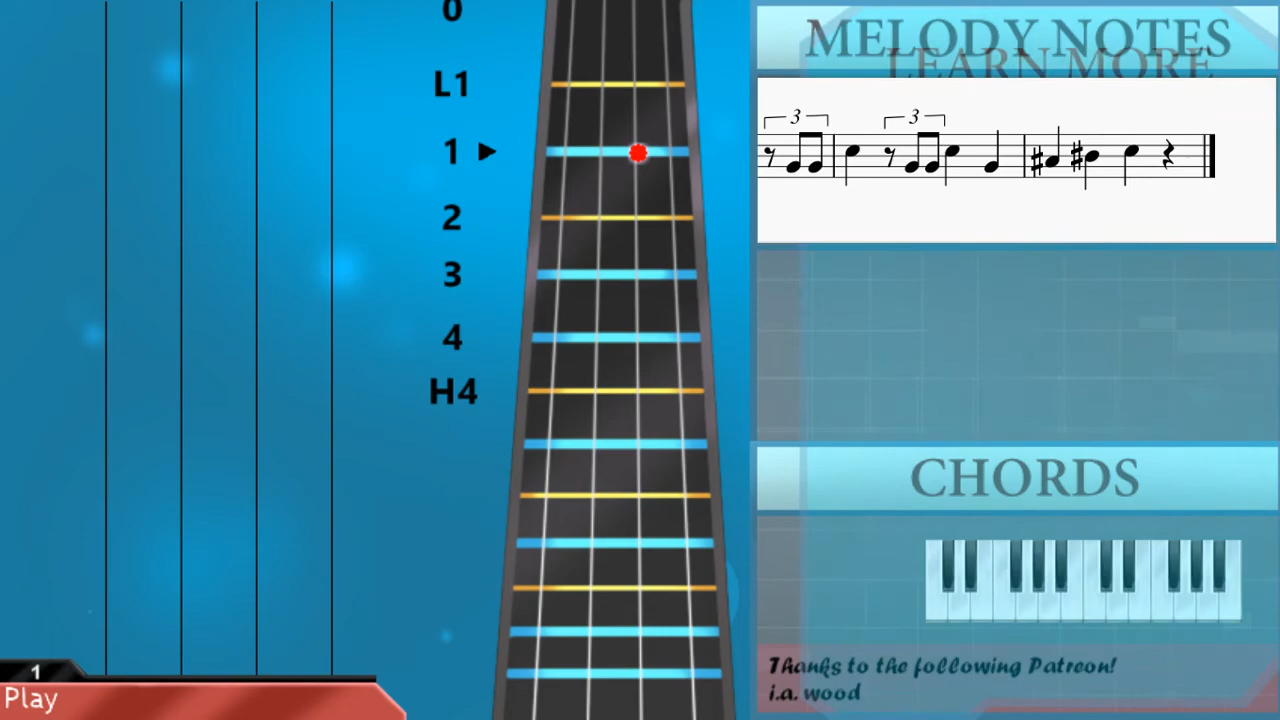 0
L1
1
2
3
4
H4
MELODY NOTES
LEARN MORE
3 3
CHORDS
1
Play
Thanks to the following Patreon!
i.a. wood